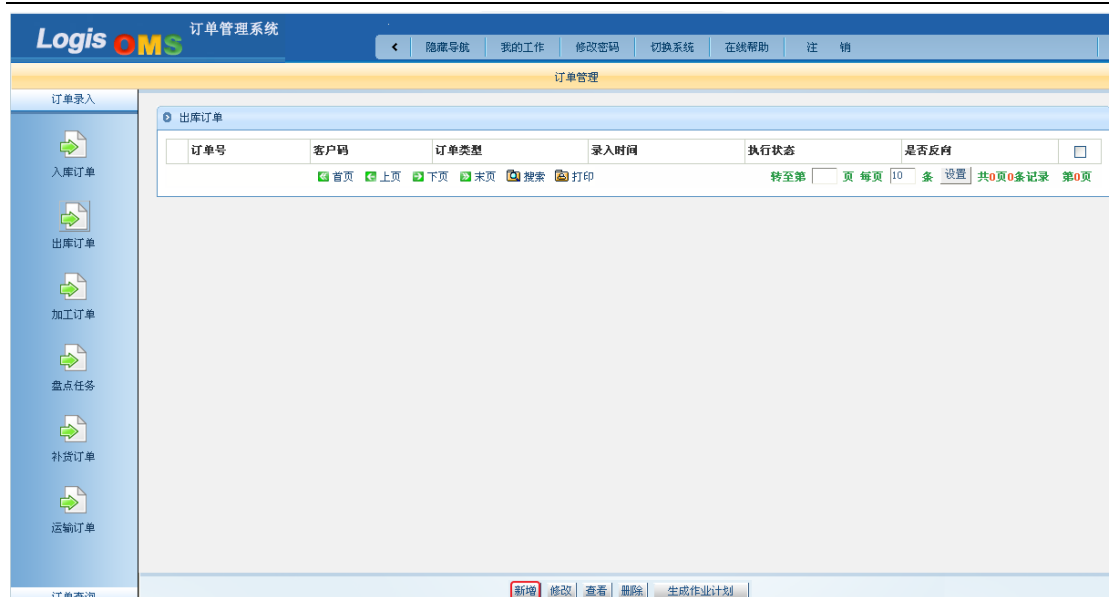 Logis OMS 订单管理系统
隐藏导航 我的工作 修改密码 切换系统 在线帮助 注 销
订单管理
订单录入
出库订单
订单号 客户码 订单类型 录入时间 执行状态 是否反向
首页 上页 下页 末页 搜索 打印 转至第 页 每页 10 条 设置 共0页0条记录 第0页
入库订单
出库订单
加工订单
盘点任务
补货订单
运输订单
新增 修改 查看 删除 生成作业计划
订单查询